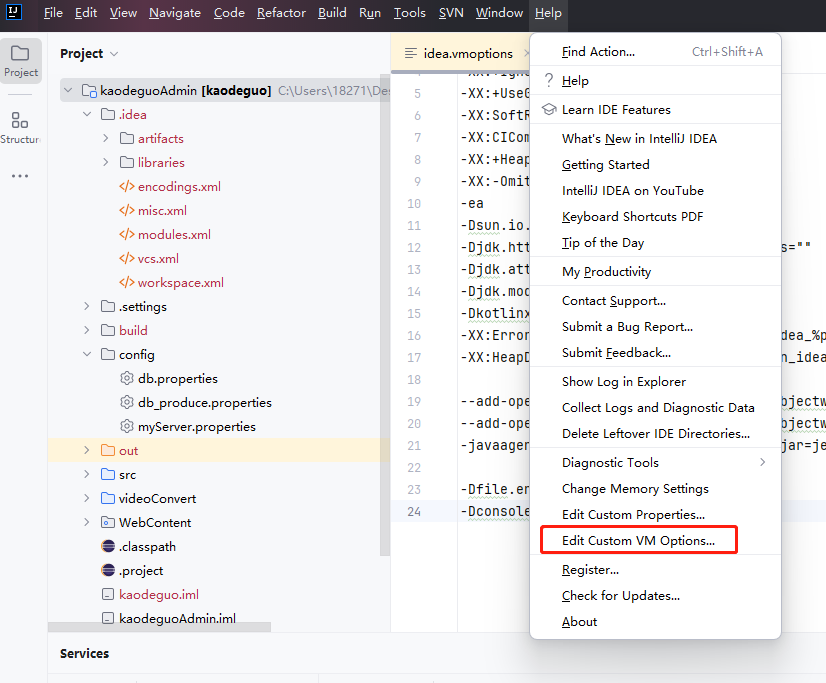 IJ
File Edit View Navigate Code Refactor Build Run Tools SVN Window Help
Project
Structur
Project
kaodeguoAdmin [kaodeguo] C:\Users\18271\Des
.idea
artifacts
libraries
encodings.xml
misc.xml
modules.xml
vcs.xml
workspace.xml
.settings
build
config
db.properties
db_produce.properties
myServer.properties
out
src
videoConvert
WebContent
.classpath
.project
kaodeguo.iml
kaodeguoAdmin.iml
Services
idea.vmoptions
5 -XX:+UseG
6 -XX:SoftR
7 -XX:CICom
8 -XX:+Heap
9 -XX:-Omit
10 -ea
11 -Dsun.io.
12 -Djdk.htt s=""
13 -Djdk.att
14 -Djdk.mod
15 -Dkotlinx
16 -XX:Error dea_%p
17 -XX:HeapD n_idea
18
19 --add-ope bjectw
20 --add-ope bjectw
21 -javaagen jar=je
22
23 -Dfile.en
24 -Dconsole
Find Action... Ctrl+Shift+A
? Help
Learn IDE Features
What's New in IntelliJ IDEA
Getting Started
IntelliJ IDEA on YouTube
Keyboard Shortcuts PDF
Tip of the Day
My Productivity
Contact Support...
Submit a Bug Report...
Submit Feedback...
Show Log in Explorer
Collect Logs and Diagnostic Data
Delete Leftover IDE Directories...
Diagnostic Tools
Change Memory Settings
Edit Custom Properties...
Edit Custom VM Options...
Register...
Check for Updates...
About